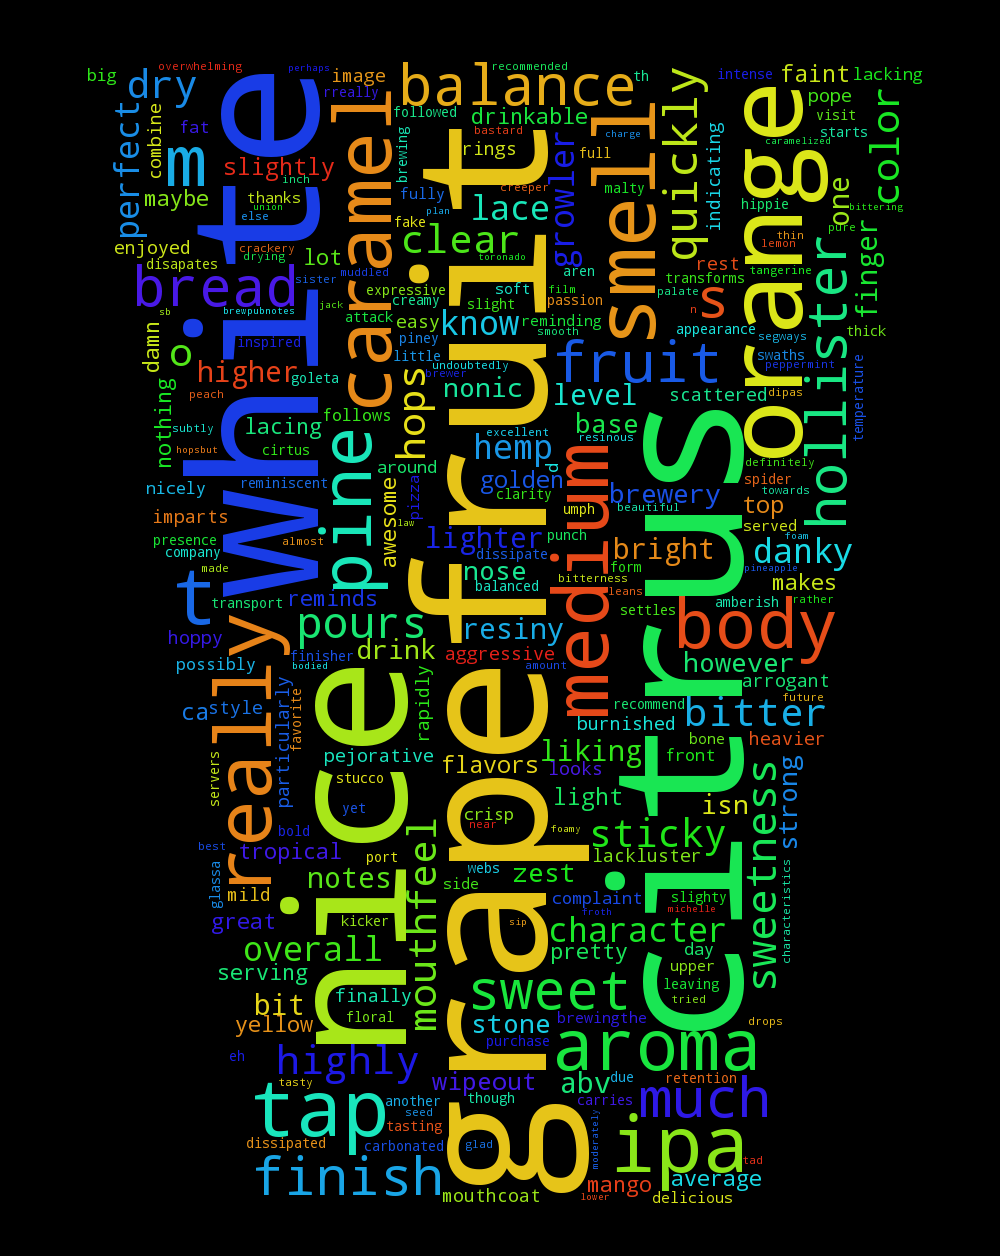 big
overwhelming
perhaps
dry
image
rreally
balance
recommended
th
intense
faint
lacking
pope
visit
starts
caramelized
color
perfect
combine
fat
m
slightly
inch
maybe
thanks
union
else
white
caramel
followed
drinkable
bastard
rings
brewing
creeper
full
fully
plan
fake
lace
growler
charge
malty
smell
quickly
indicating
hippie
orange
thin
lemon
pure
bittering
one
enjoyed
crackery
drying
lot
disapates
sister
muddled
clear
toronado
expressive
soft
film
aren
passion
rest
transforms
tangerine
palate
n
s
finger
hollister
bread
sb
brewpubnotes
jack
attack
creamy
slight
easy
know
reminding
smooth
appearance
segways
thick
damn
o
inspired
piney
little
undoubtedly
brewer
fruit
swaths
peppermint
temperature
higher
goleta
peach
hops
nonic
level
scattered
dipas
nothing
subtly
lacing
follows
hopsbut
cirtus
excellent
base
resinous
hemp
d
definitely
pine
around
reminiscent
nicely
golden
clarity
pizza
brewery
beautiful
spider
towards
imparts
awesome
law
umph
top
served
presence
company
almost
lighter
dissipate
punch
medium
bright
foam
danky
made
t
nose
balanced
bitterness
form
leans
pineapple
makes
transport
reminds
settles
amberish
rather
hoppy
pours
resiny
body
really
finisher
bodied
drink
aggressive
amount
however
possibly
arrogant
ca
style
particularly
favorite
nice
rapidly
recommend
future
burnished
bitter
bone
heavier
pejorative
flavors
liking
looks
front
servers
stucco
yet
grapefruit
light
isn
strong
crisp
near
foamy
sticky
citrus
sweetness
best
bold
tropical
port
lackluster
glassa
notes
webs
side
zest
mild
mouthfeel
complaint
froth
slighty
michelle
characteristics
great
kicker
sip
character
overall
pretty
day
upper
serving
finally
sweet
leaving
tried
bit
floral
yellow
stone
brewingthe
drops
eh
highly
purchase
aroma
tasty
wipeout
abv
due
retention
tap
another
seed
though
carries
much
tasting
dissipated
carbonated
glad
moderately
ipa
tad
finish
mouthcoat
mango
lower
average
delicious